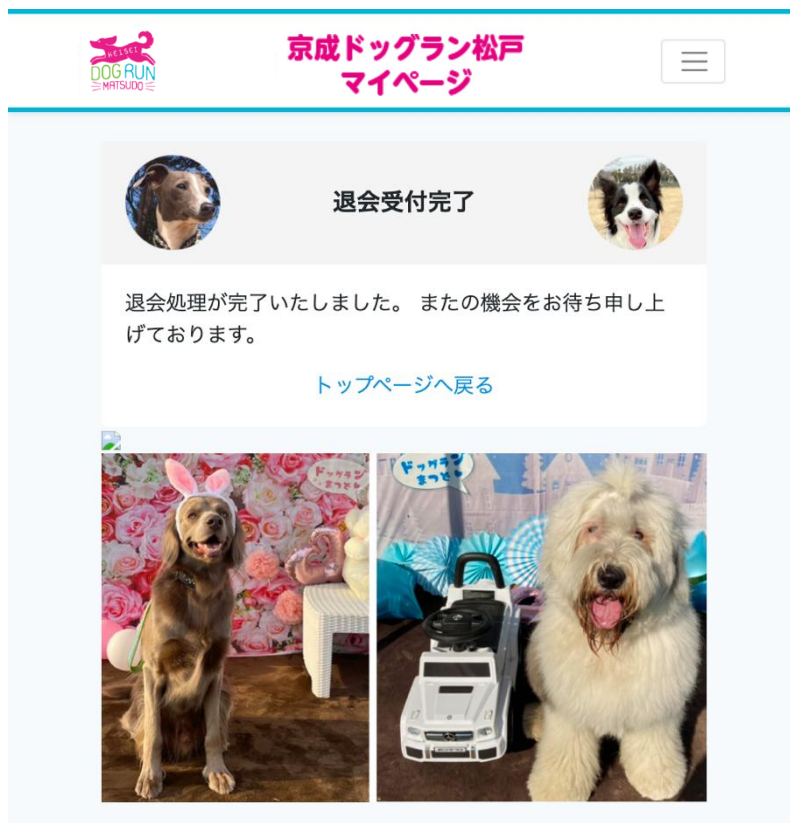 KEISEI
DOG RUN
MATSUDO
京成ドッグラン松戸
マイページ
退会受付完了
退会処理が完了いたしました。 またの機会をお待ち申し上
げております。
トップページへ戻る
ドッグラン
まつど
ドッグラン
まつど